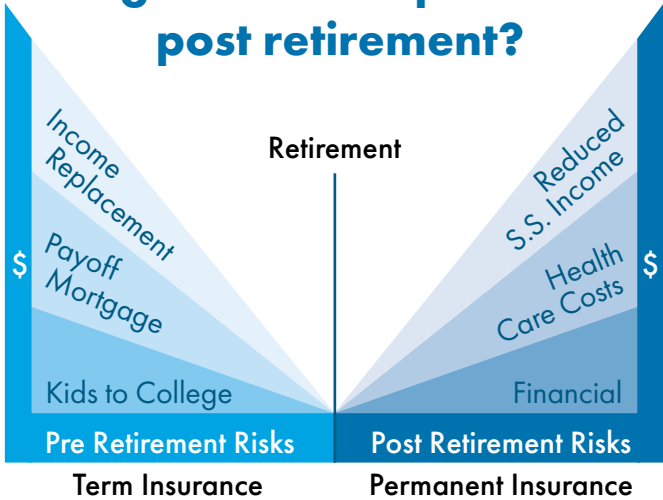 post retirement?
Retirement
Income
Replacement
Payoff
Mortgage
Kids to College
$
Reduced
S.S. Income
Health
Care Costs
Financial
$
Pre Retirement Risks
Post Retirement Risks
Term Insurance
Permanent Insurance